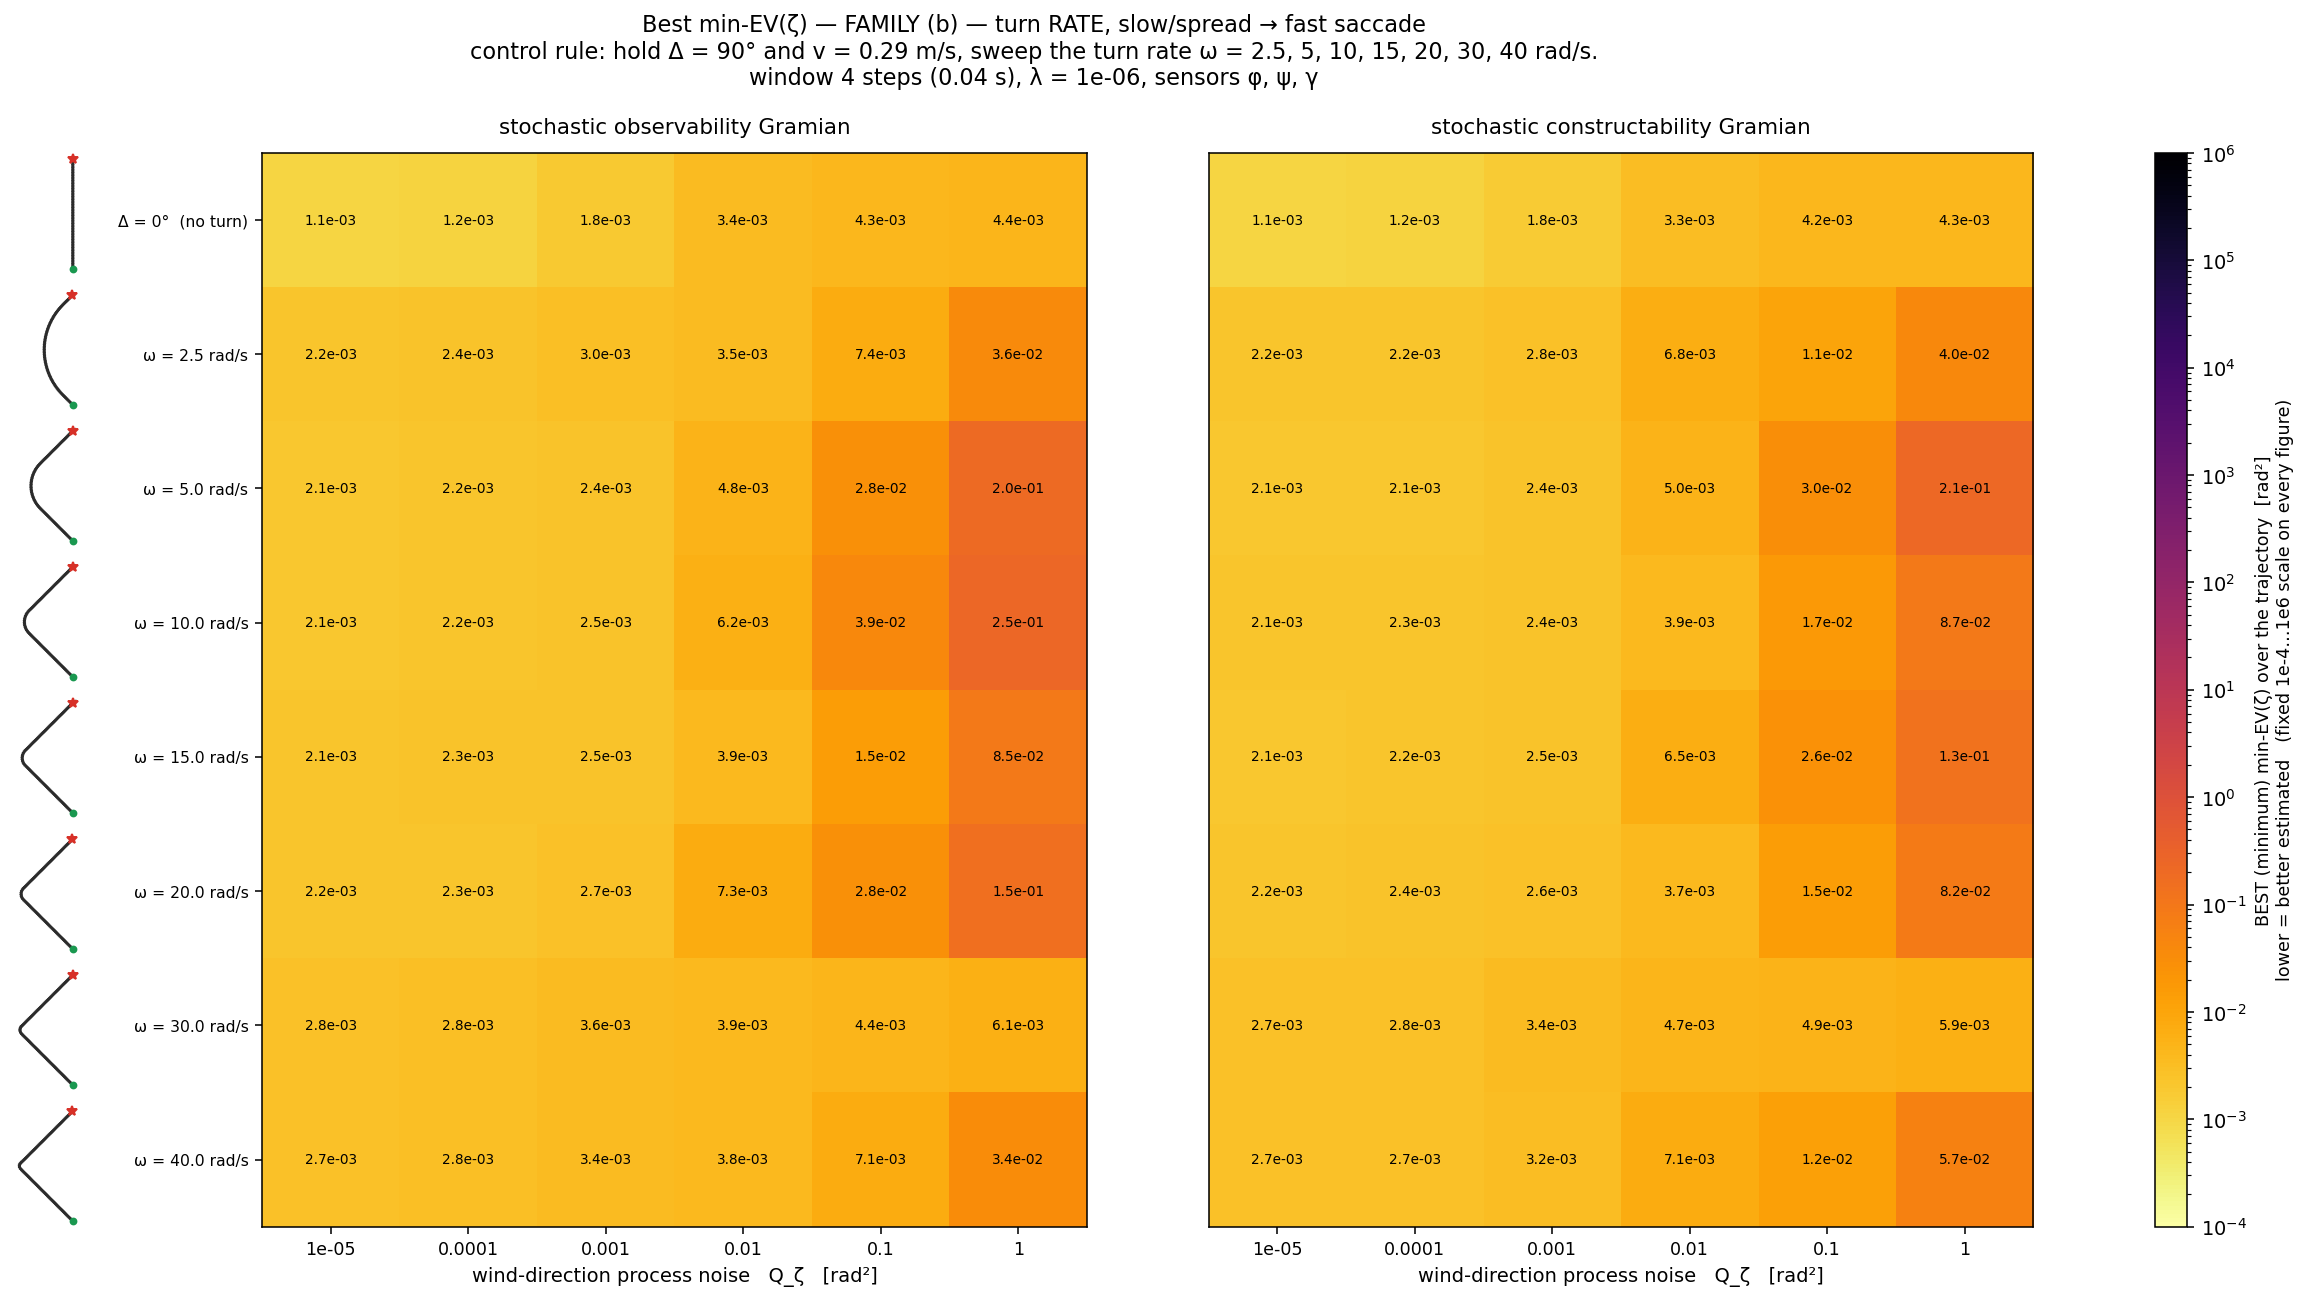 Best min-EV(ζ) — FAMILY (b) — turn RATE, slow/spread → fast saccade
control rule: hold Δ = 90° and v = 0.29 m/s, sweep the turn rate ω = 2.5, 5, 10, 15, 20, 30, 40 rad/s.
window 4 steps (0.04 s), λ = 1e-06, sensors φ, ψ, γ
stochastic observability Gramian
Δ = 0°  (no turn) 1.1e-03 1.2e-03 1.8e-03 3.4e-03 4.3e-03 4.4e-03
ω = 2.5 rad/s 2.2e-03 2.4e-03 3.0e-03 3.5e-03 7.4e-03 3.6e-02
ω = 5.0 rad/s 2.1e-03 2.2e-03 2.4e-03 4.8e-03 2.8e-02 2.0e-01
ω = 10.0 rad/s 2.1e-03 2.2e-03 2.5e-03 6.2e-03 3.9e-02 2.5e-01
ω = 15.0 rad/s 2.1e-03 2.3e-03 2.5e-03 3.9e-03 1.5e-02 8.5e-02
ω = 20.0 rad/s 2.2e-03 2.3e-03 2.7e-03 7.3e-03 2.8e-02 1.5e-01
ω = 30.0 rad/s 2.8e-03 2.8e-03 3.6e-03 3.9e-03 4.4e-03 6.1e-03
ω = 40.0 rad/s 2.7e-03 2.8e-03 3.4e-03 3.8e-03 7.1e-03 3.4e-02
1e-05 0.0001 0.001 0.01 0.1 1
wind-direction process noise   Q_ζ   [rad²]
stochastic constructability Gramian
1.1e-03 1.2e-03 1.8e-03 3.3e-03 4.2e-03 4.3e-03
2.2e-03 2.2e-03 2.8e-03 6.8e-03 1.1e-02 4.0e-02
2.1e-03 2.1e-03 2.4e-03 5.0e-03 3.0e-02 2.1e-01
2.1e-03 2.3e-03 2.4e-03 3.9e-03 1.7e-02 8.7e-02
2.1e-03 2.2e-03 2.5e-03 6.5e-03 2.6e-02 1.3e-01
2.2e-03 2.4e-03 2.6e-03 3.7e-03 1.5e-02 8.2e-02
2.7e-03 2.8e-03 3.4e-03 4.7e-03 4.9e-03 5.9e-03
2.7e-03 2.7e-03 3.2e-03 7.1e-03 1.2e-02 5.7e-02
1e-05 0.0001 0.001 0.01 0.1 1
wind-direction process noise   Q_ζ   [rad²]
10⁶
10⁵
10⁴
10³
10²
10¹
10⁰
10⁻¹
10⁻²
10⁻³
10⁻⁴
BEST (minimum) min-EV(ζ) over the trajectory  [rad²]
lower = better estimated   (fixed 1e-4...1e6 scale on every figure)